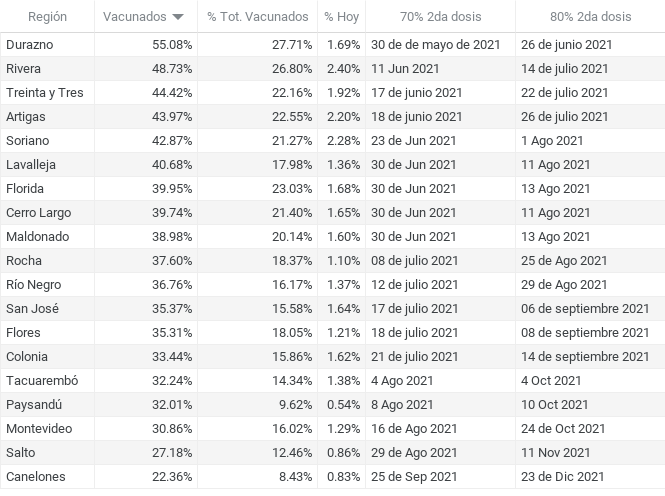 Región Vacunados % Tot. Vacunados % Hoy 70% 2da dosis 80% 2da dosis
Durazno 55.08% 27.71% 1.69% 30 de de mayo de 2021 26 de junio 2021
Rivera 48.73% 26.80% 2.40% 11 Jun 2021 14 de julio 2021
Treinta y Tres 44.42% 22.16% 1.92% 17 de junio 2021 22 de julio 2021
Artigas 43.97% 22.55% 2.20% 18 de junio 2021 26 de julio 2021
Soriano 42.87% 21.27% 2.28% 23 de Jun 2021 1 Ago 2021
Lavalleja 40.68% 17.98% 1.36% 30 de Jun 2021 11 Ago 2021
Florida 39.95% 23.03% 1.68% 30 de Jun 2021 13 Ago 2021
Cerro Largo 39.74% 21.40% 1.65% 30 de Jun 2021 11 Ago 2021
Maldonado 38.98% 20.14% 1.60% 30 de Jun 2021 13 Ago 2021
Rocha 37.60% 18.37% 1.10% 08 de julio 2021 25 de Ago 2021
Río Negro 36.76% 16.17% 1.37% 12 de julio 2021 29 de Ago 2021
San José 35.37% 15.58% 1.64% 17 de julio 2021 06 de septiembre 2021
Flores 35.31% 18.05% 1.21% 18 de julio 2021 08 de septiembre 2021
Colonia 33.44% 15.86% 1.62% 21 de julio 2021 14 de septiembre 2021
Tacuarembó 32.24% 14.34% 1.38% 4 Ago 2021 4 Oct 2021
Paysandú 32.01% 9.62% 0.54% 8 Ago 2021 10 Oct 2021
Montevideo 30.86% 16.02% 1.29% 16 de Ago 2021 24 de Oct 2021
Salto 27.18% 12.46% 0.86% 29 de Ago 2021 11 Nov 2021
Canelones 22.36% 8.43% 0.83% 25 de Sep 2021 23 de Dic 2021